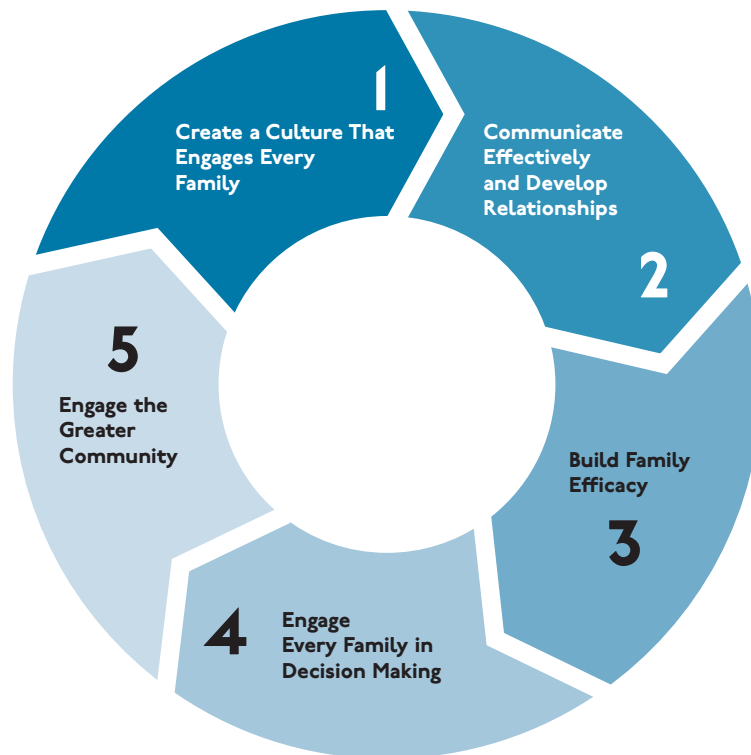 1
Create a Culture That
Engages Every
Family
Communicate
Effectively
and Develop
Relationships
2
Build Family
Efficacy
3
4
Engage
Every Family in
Decision Making
5
Engage the
Greater
Community